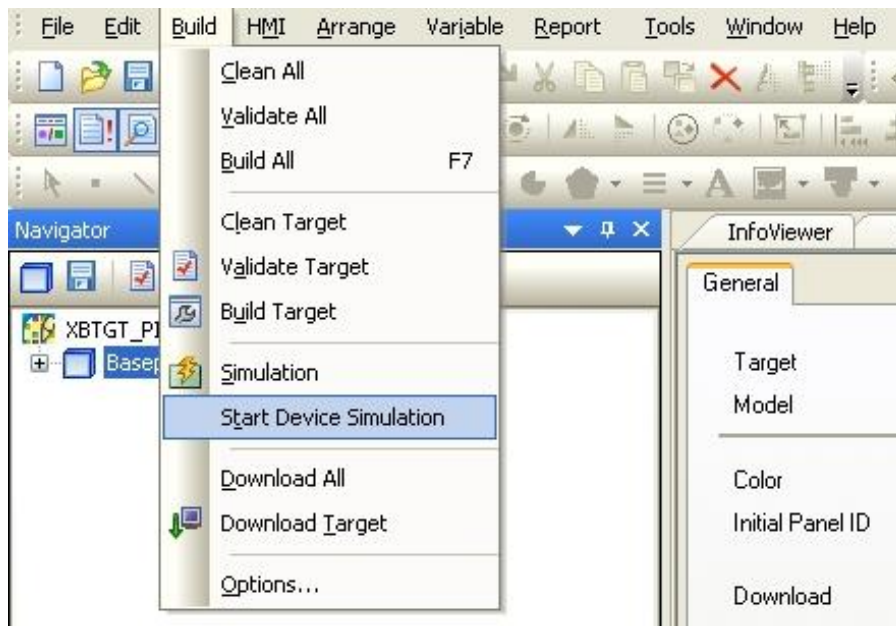 File Edit Build HMI Arrange Variable Report Tools Window Help
Clean All
Validate All
Build All F7
Clean Target
Validate Target
Build Target
Simulation
Start Device Simulation
Download All
Download Target
Options...
Navigator
XBTGT_PI
Basep
InfoViewer
General
Target
Model
Color
Initial Panel ID
Download